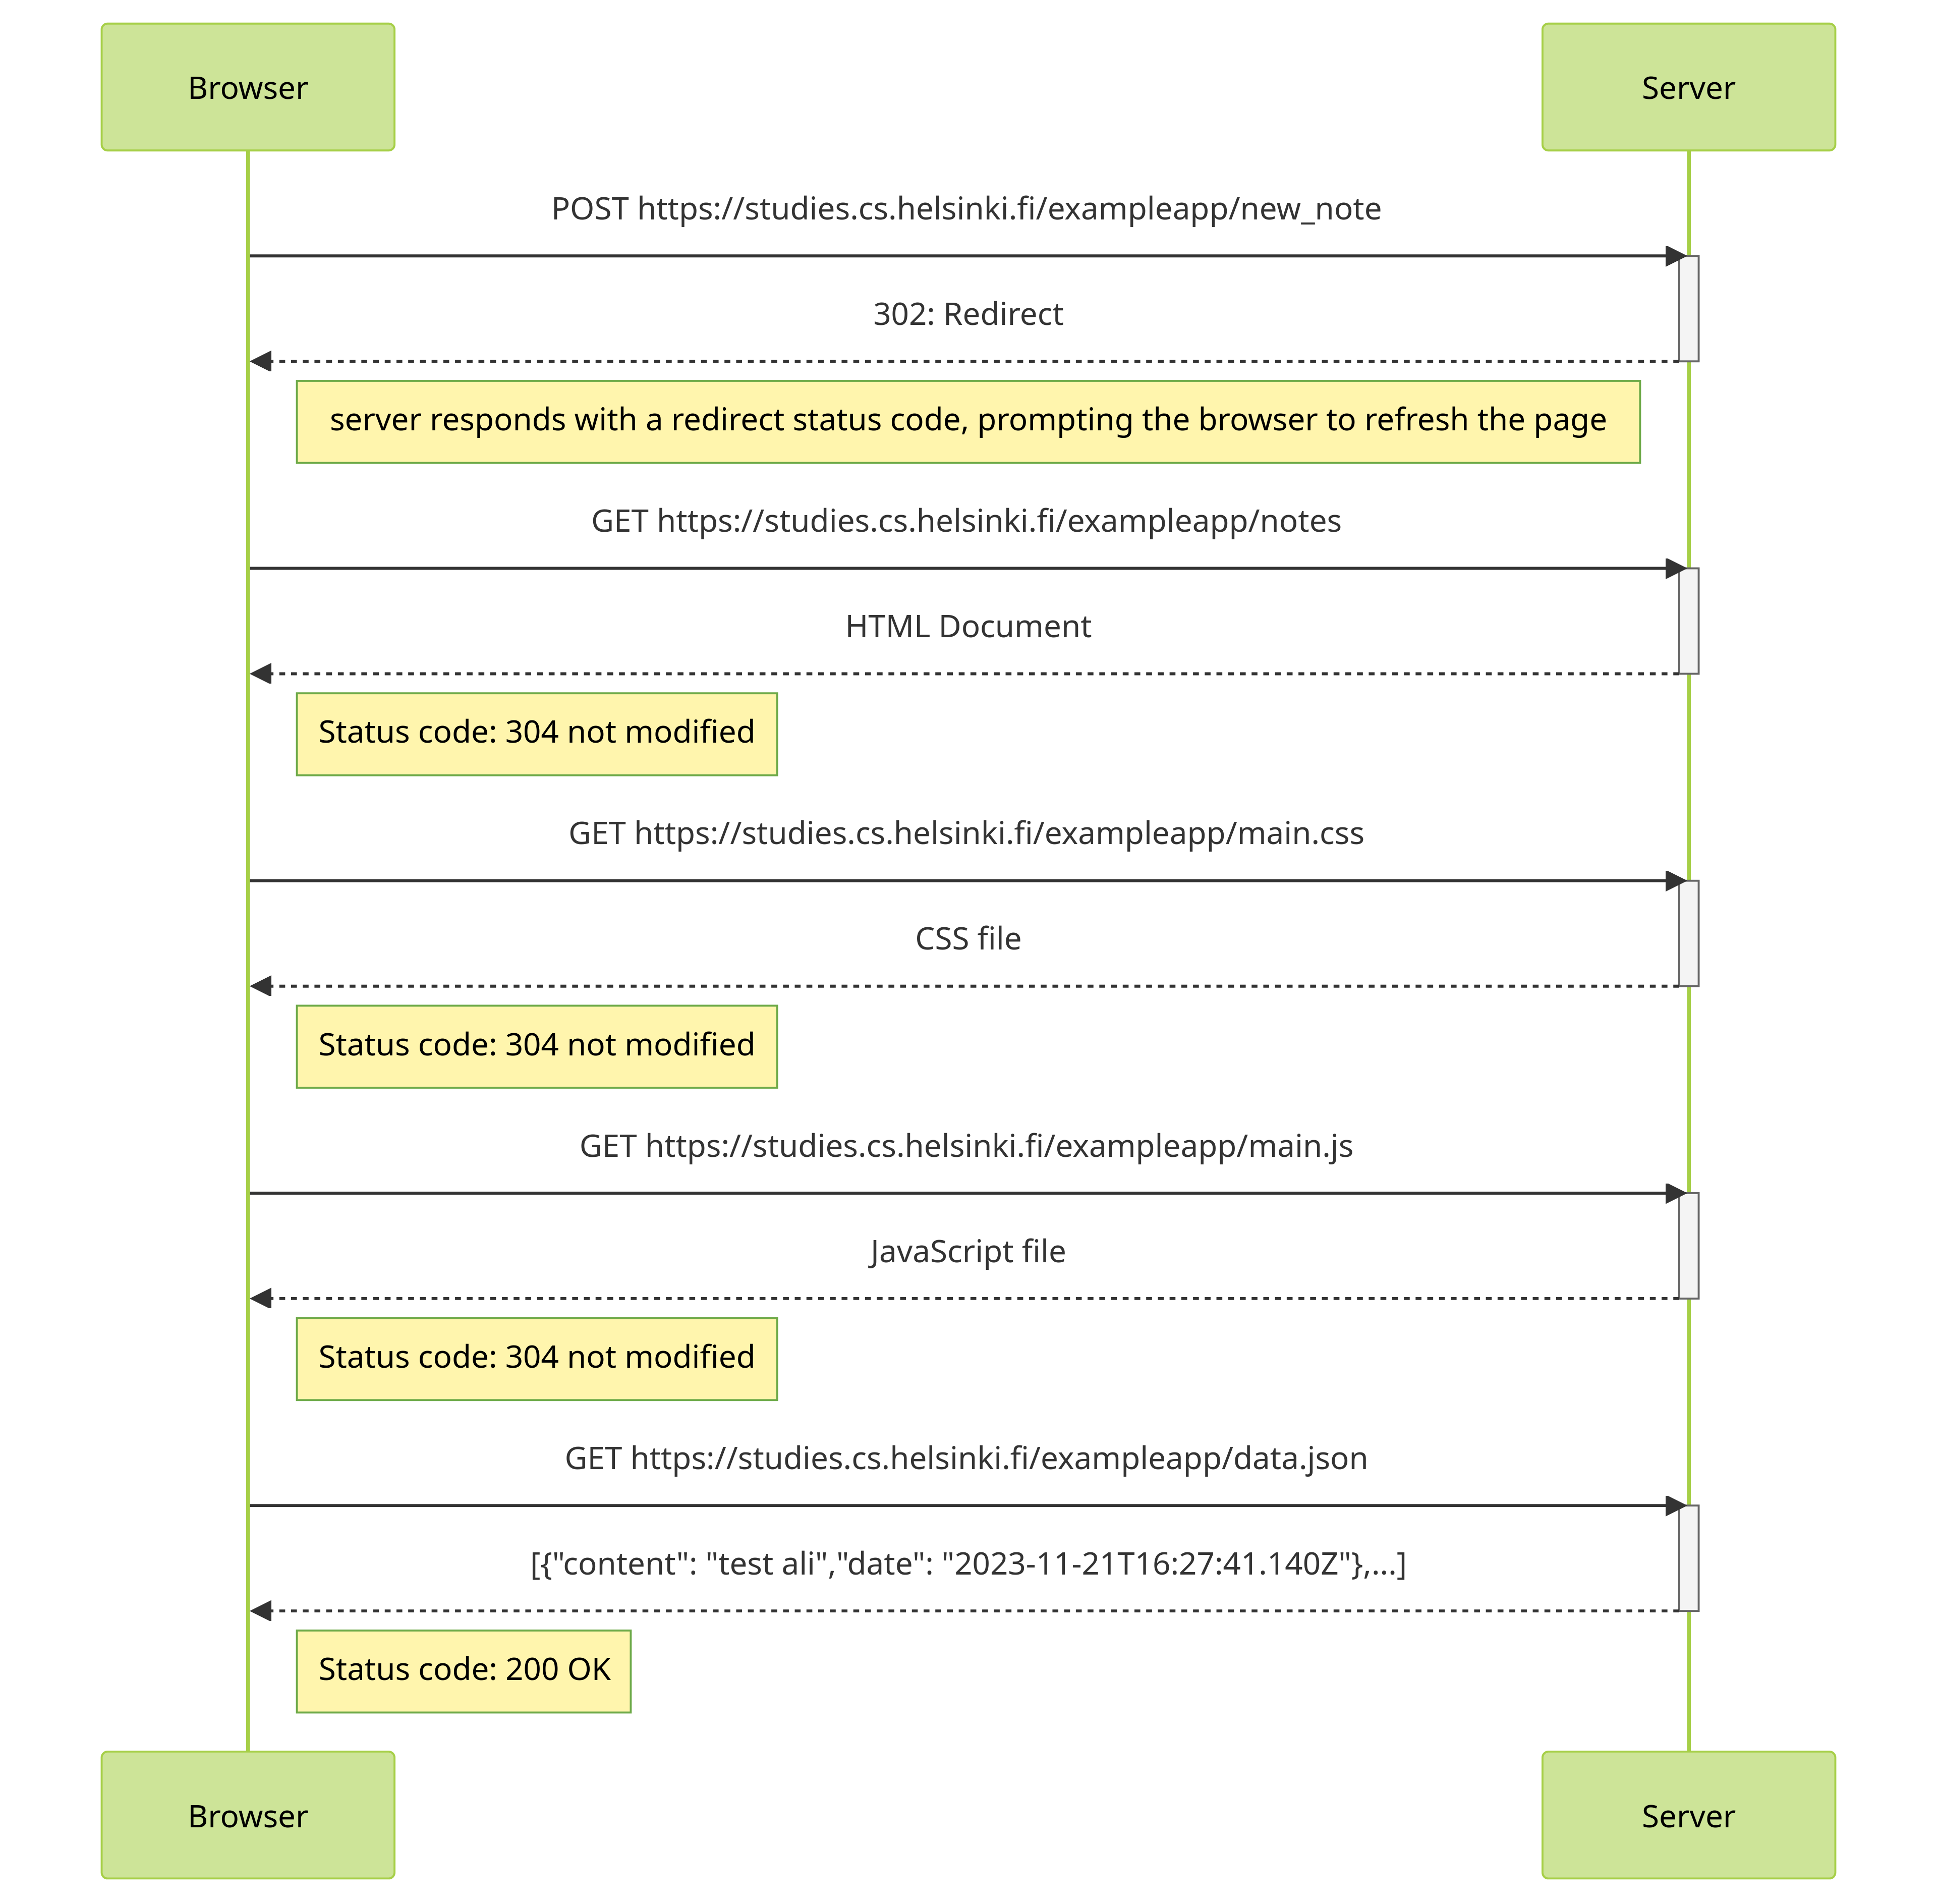 Browser
Server
POST https://studies.cs.helsinki.fi/exampleapp/new_note
302: Redirect
server responds with a redirect status code, prompting the browser to refresh the page
GET https://studies.cs.helsinki.fi/exampleapp/notes
HTML Document
Status code: 304 not modified
GET https://studies.cs.helsinki.fi/exampleapp/main.css
CSS file
Status code: 304 not modified
GET https://studies.cs.helsinki.fi/exampleapp/main.js
JavaScript file
Status code: 304 not modified
GET https://studies.cs.helsinki.fi/exampleapp/data.json
[{"content": "test ali","date": "2023-11-21T16:27:41.140Z"},...]
Status code: 200 OK
Browser
Server